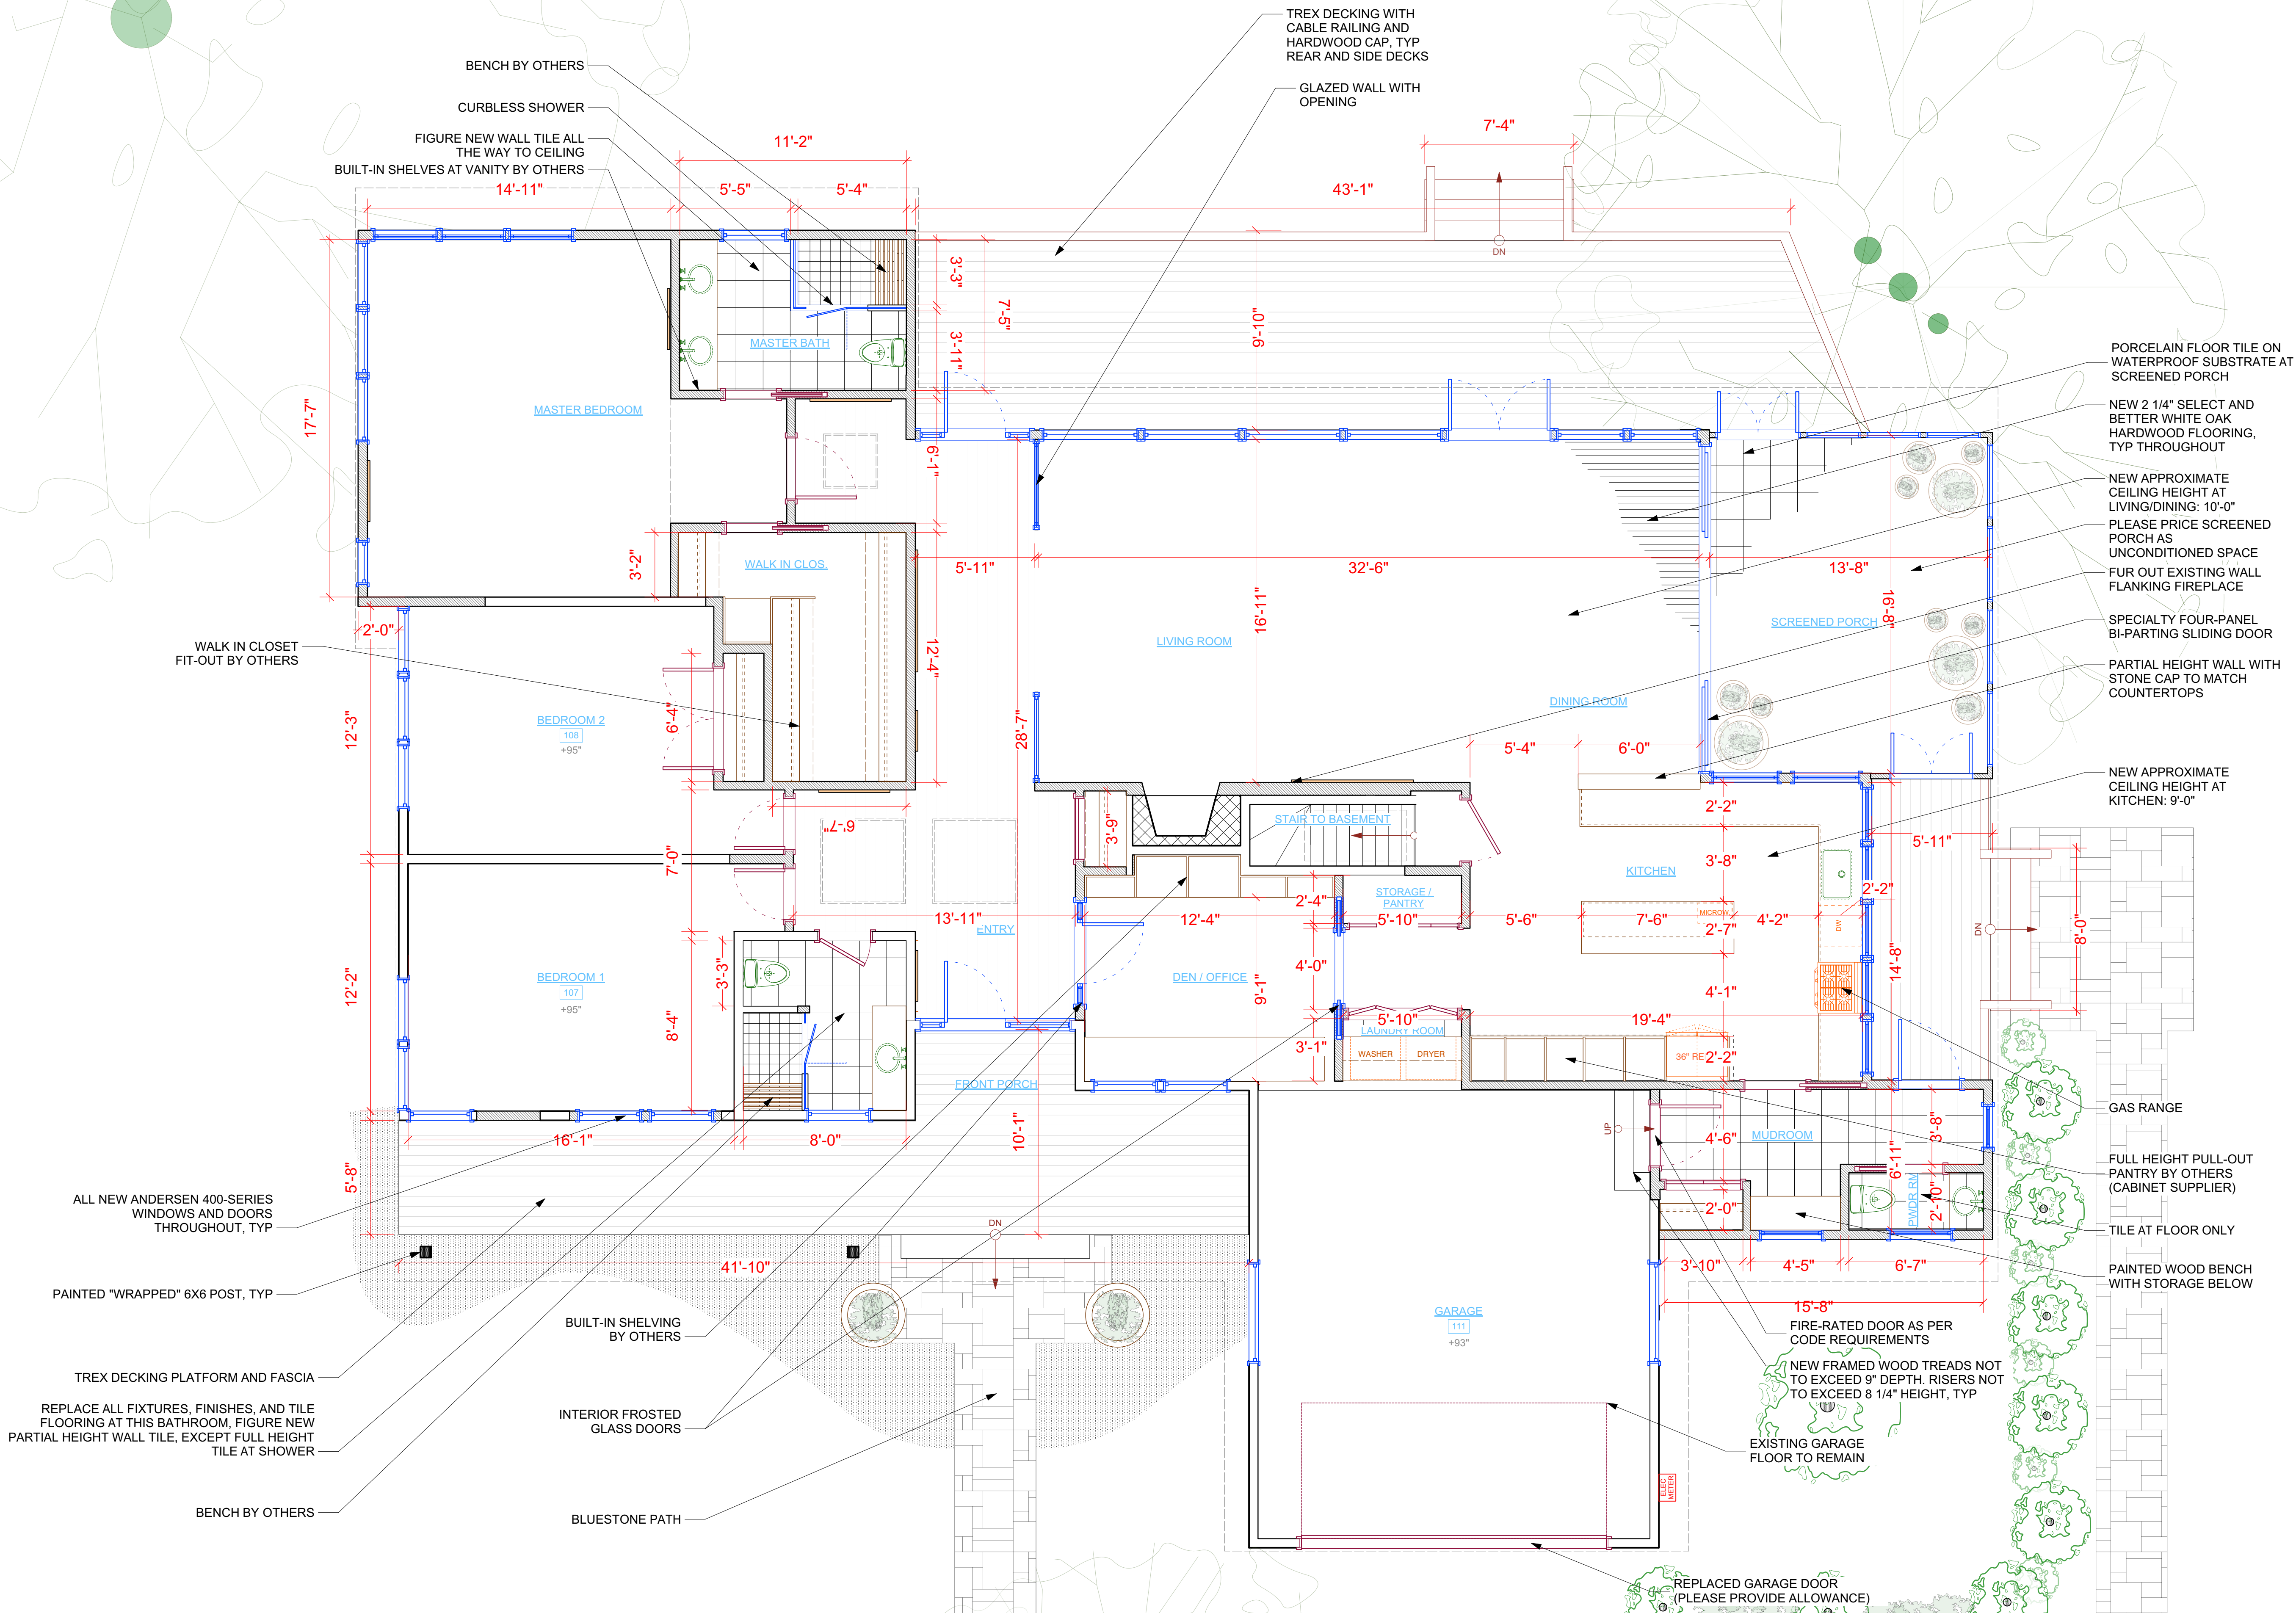 TREX DECKING WITH
CABLE RAILING AND
HARDWOOD CAP, TYP
REAR AND SIDE DECKS
GLAZED WALL WITH
OPENING
BENCH BY OTHERS
CURBLESS SHOWER
FIGURE NEW WALL TILE ALL
THE WAY TO CEILING
BUILT-IN SHELVES AT VANITY BY OTHERS
11'-2"
7'-4"
14'-11"
5'-5"
5'-4"
43'-1"
DN
3'-3"
7'-5"
3'-11"
9'-10"
MASTER BATH
MASTER BEDROOM
17'-7"
6'-1"
PORCELAIN FLOOR TILE ON
WATERPROOF SUBSTRATE AT
SCREENED PORCH
NEW 2 1/4" SELECT AND
BETTER WHITE OAK
HARDWOOD FLOORING,
TYP THROUGHOUT
NEW APPROXIMATE
CEILING HEIGHT AT
LIVING/DINING: 10'-0"
PLEASE PRICE SCREENED
PORCH AS
UNCONDITIONED SPACE
FUR OUT EXISTING WALL
FLANKING FIREPLACE
SPECIALTY FOUR-PANEL
BI-PARTING SLIDING DOOR
PARTIAL HEIGHT WALL WITH
STONE CAP TO MATCH
COUNTERTOPS
NEW APPROXIMATE
CEILING HEIGHT AT
KITCHEN: 9'-0"
3'-2"
WALK IN CLOS.
5'-11"
32'-6"
13'-8"
16'-11"
16'-8"
2'-0"
WALK IN CLOSET
FIT-OUT BY OTHERS
12'-4"
LIVING ROOM
SCREENED PORCH
DINING ROOM
BEDROOM 2
108
+95"
12'-3"
6'-4"
28'-7"
5'-4"
6'-0"
6'-7"
7'-0"
3'-9"
STAIR TO BASEMENT
2'-2"
3'-8"
5'-11"
KITCHEN
STORAGE /
PANTRY
2'-4"
2'-2"
13'-11"
ENTRY
12'-4"
5'-10"
5'-6"
7'-6"
MICROW
4'-2"
2'-7"
DW
DN
8'-0"
BEDROOM 1
107
+95"
12'-2"
3'-3"
8'-4"
DEN / OFFICE
9'-1"
4'-0"
4'-1"
14'-8"
5'-10"
LAUNDRY ROOM
19'-4"
3'-1"
WASHER
DRYER
36" RE
2'-2"
FRONT PORCH
10'-1"
16'-1"
8'-0"
5'-8"
UP
4'-6"
MUDROOM
3'-8"
6'-11"
2'-10"
PWDR RM
2'-0"
GAS RANGE
FULL HEIGHT PULL-OUT
PANTRY BY OTHERS
(CABINET SUPPLIER)
TILE AT FLOOR ONLY
PAINTED WOOD BENCH
WITH STORAGE BELOW
ALL NEW ANDERSEN 400-SERIES
WINDOWS AND DOORS
THROUGHOUT, TYP
DN
41'-10"
3'-10"
4'-5"
6'-7"
15'-8"
PAINTED "WRAPPED" 6X6 POST, TYP
BUILT-IN SHELVING
BY OTHERS
GARAGE
111
+93"
FIRE-RATED DOOR AS PER
CODE REQUIREMENTS
NEW FRAMED WOOD TREADS NOT
TO EXCEED 9" DEPTH. RISERS NOT
TO EXCEED 8 1/4" HEIGHT, TYP
TREX DECKING PLATFORM AND FASCIA
REPLACE ALL FIXTURES, FINISHES, AND TILE
FLOORING AT THIS BATHROOM, FIGURE NEW
PARTIAL HEIGHT WALL TILE, EXCEPT FULL HEIGHT
TILE AT SHOWER
INTERIOR FROSTED
GLASS DOORS
EXISTING GARAGE
FLOOR TO REMAIN
ELEC
METER
BENCH BY OTHERS
BLUESTONE PATH
REPLACED GARAGE DOOR
(PLEASE PROVIDE ALLOWANCE)